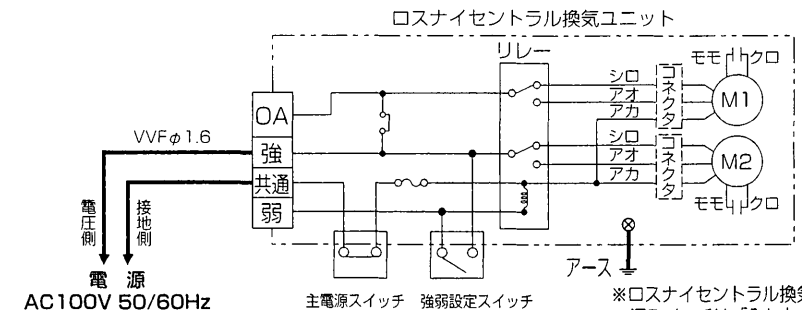 ロスナイセントラル換気ユニット
リレー
モモ クロ
シロ
アオ
アカ
コネクタ
M1
OA
VVFφ1.6
強
シロ
アオ
アカ
コネクタ
M2
共通
弱
モモ クロ
電圧側
接地側
アース
電源
AC100V 50/60Hz
主電源スイッチ
強弱設定スイッチ
※ロスナイセントラル換気